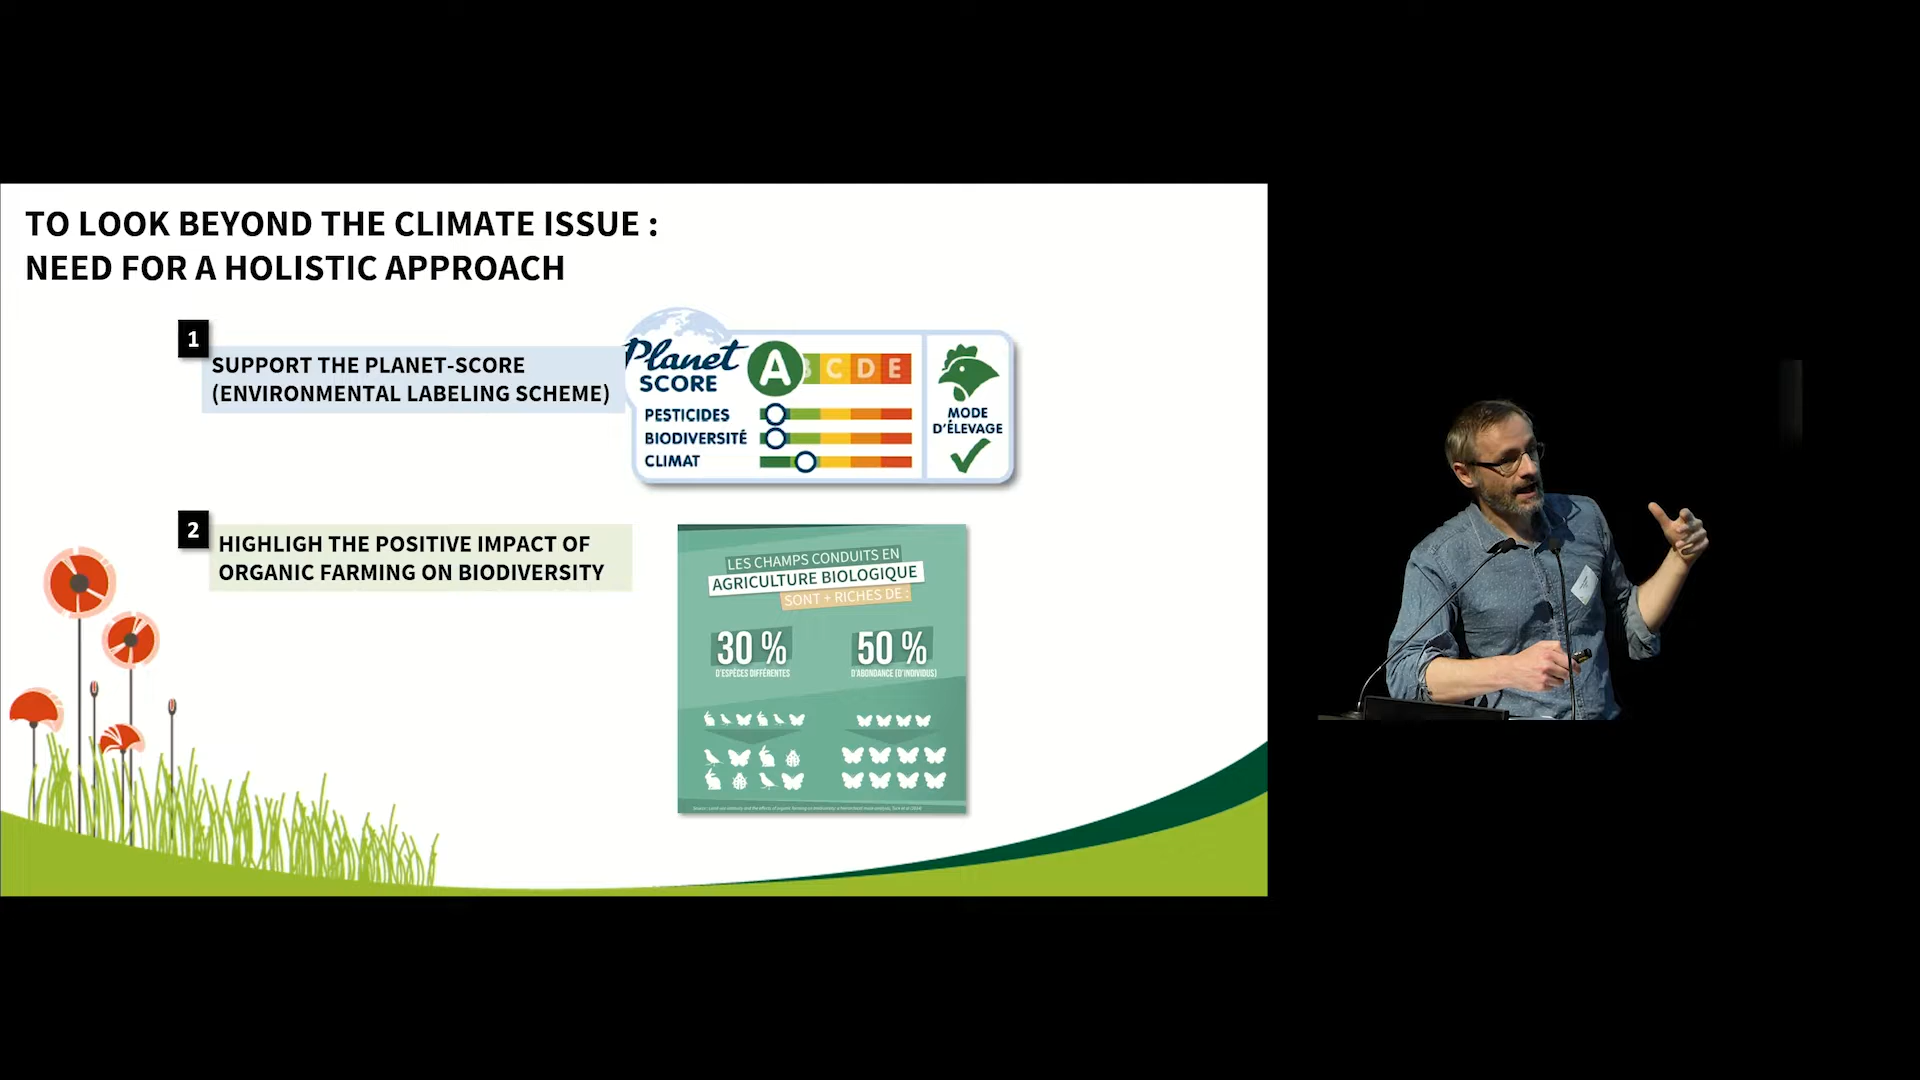 TO LOOK BEYOND THE CLIMATE ISSUE :
NEED FOR A HOLISTIC APPROACH
1
SUPPORT THE PLANET-SCORE
(ENVIRONMENTAL LABELING SCHEME)
Planet
SCORE
A B C D E
PESTICIDES
BIODIVERSITÉ
CLIMAT
MODE
D'ÉLEVAGE
2
HIGHLIGH THE POSITIVE IMPACT OF
ORGANIC FARMING ON BIODIVERSITY
LES CHAMPS CONDUITS EN
AGRICULTURE BIOLOGIQUE
SONT + RICHES DE :
30 %
D'ESPÈCES DIFFÉRENTES
50 %
D'ABONDANCE (D'INDIVIDUS)